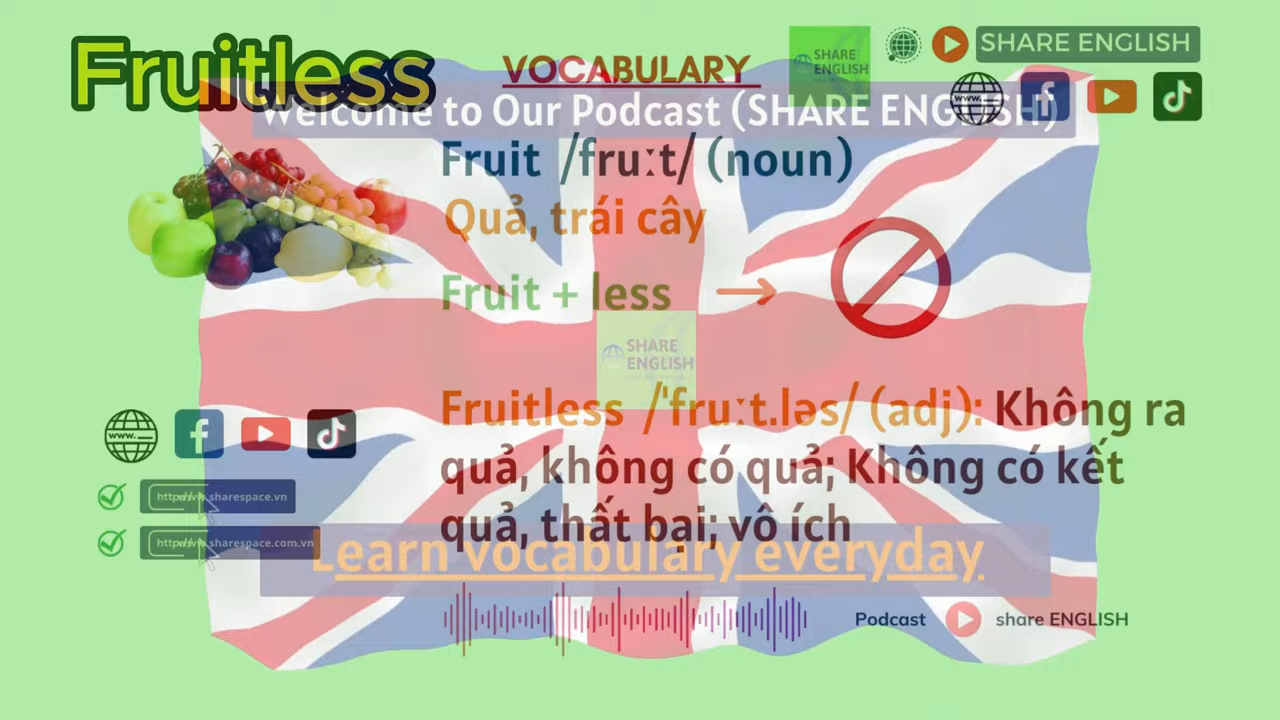 Fruitless
VOCABULARY
SHARE
ENGLISH
SHARE ENGLISH
Welcome to Our Podcast (SHARE ENGLISH)
www.
Fruit /fruːt/ (noun)
Quả, trái cây
Fruit + less
SHARE
ENGLISH
Fruitless /ˈfruːt.ləs/ (adj): Không ra
quả, không có quả; Không có kết
quả, thất bại; vô ích
www.
https://www.sharespace.vn
https://www.sharespace.com.vn
Learn vocabulary everyday
Podcast
share ENGLISH